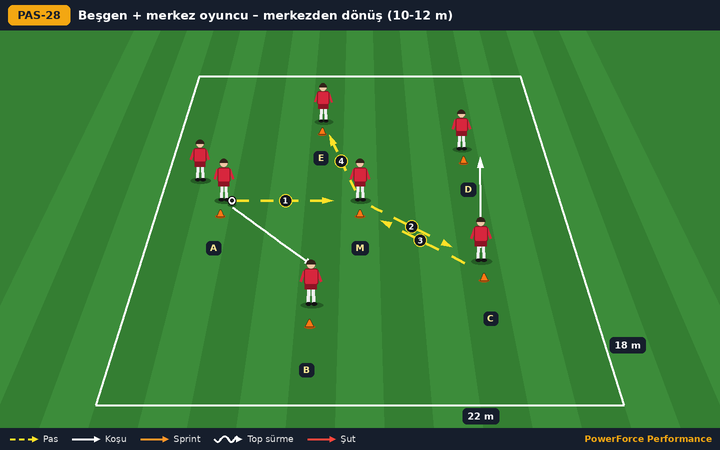 PAS-28
Beşgen + merkez oyuncu – merkezden dönüş (10-12 m)
E
4
1
D
A
M
2
3
C
B
18 m
22 m
Pas
Koşu
Sprint
Top sürme
Şut
PowerForce Performance